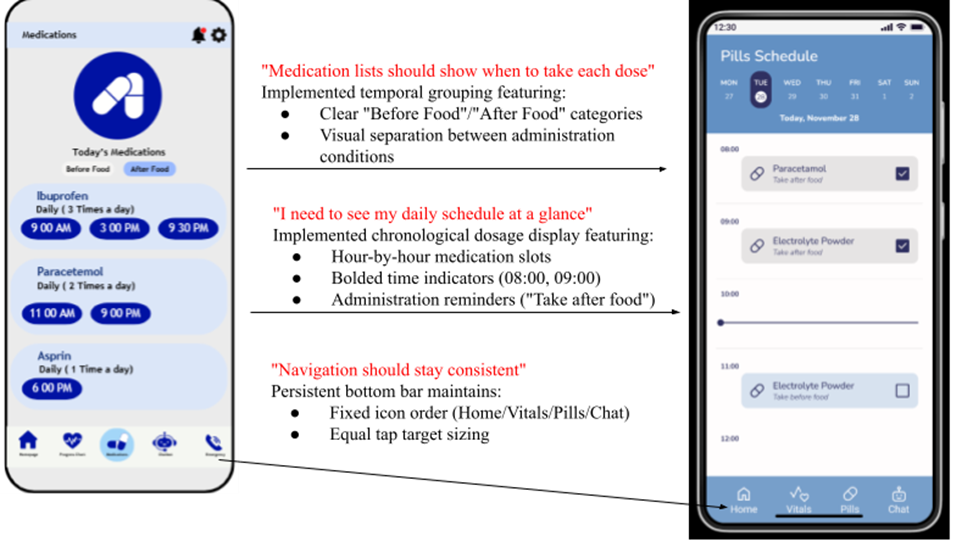 Medications
Today's Medications
Before Food
After Food
Ibuprofen
Daily ( 3 Times a day)
9 00 AM
3 00 PM
9 30 PM
Paracetemol
Daily ( 2 Times a day)
11 00 AM
9 00 PM
Asprin
Daily ( 1 Time a day)
6 00 PM
Homepage
Progress Chart
Medications
Emergency
"Medication lists should show when to take each dose"
Implemented temporal grouping featuring:
● Clear "Before Food"/"After Food" categories
● Visual separation between administration
conditions
"I need to see my daily schedule at a glance"
Implemented chronological dosage display featuring:
● Hour-by-hour medication slots
● Bolded time indicators (08:00, 09:00)
● Administration reminders ("Take after food")
"Navigation should stay consistent"
Persistent bottom bar maintains:
● Fixed icon order (Home/Vitals/Pills/Chat)
● Equal tap target sizing
12:30
Pills Schedule
MON TUE WED THU FRI SAT SUN
27 28 29 30 31 1 2
Today, November 28
08:00
Paracetamol
Take after food
09:00
Electrolyte Powder
Take after food
10:00
11:00
Electrolyte Powder
Take before food
12:00
Home Vitals Pills Chat